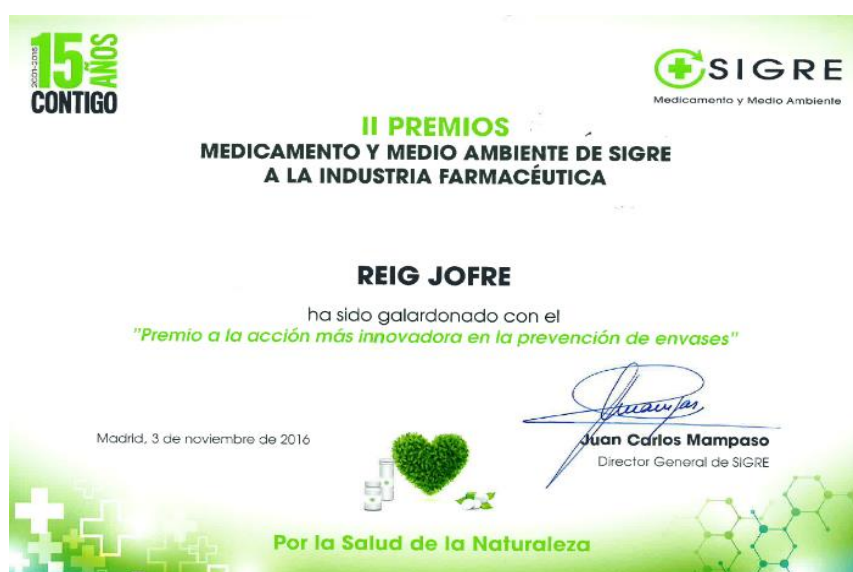 2001-2016
15 AÑOS
CONTIGO
SIGRE
Medicamento y Medio Ambiente
II PREMIOS
MEDICAMENTO Y MEDIO AMBIENTE DE SIGRE
A LA INDUSTRIA FARMACÉUTICA
REIG JOFRE
ha sido galardonado con el
"Premio a la acción más innovadora en la prevención de envases"
Madrid, 3 de noviembre de 2016
Juan Carlos Mampaso
Director General de SIGRE
Por la Salud de la Naturaleza